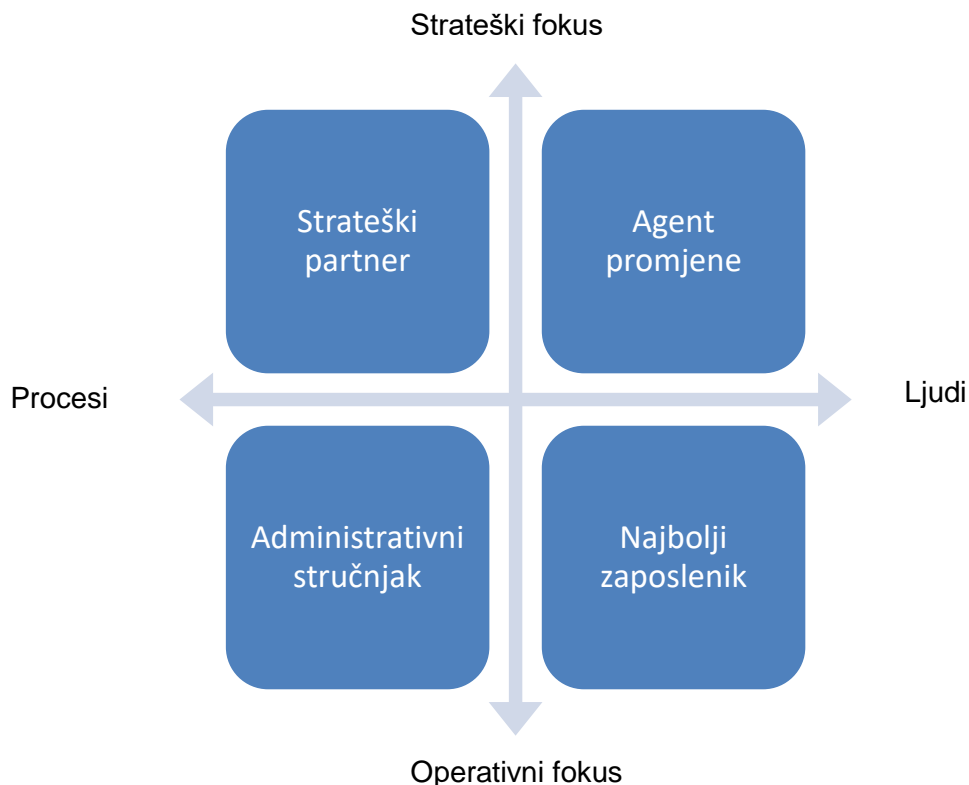 Strateški fokus
Strateški
partner
Agent
promjene
Procesi
Ljudi
Administrativni
stručnjak
Najbolji
zaposlenik
Operativni fokus